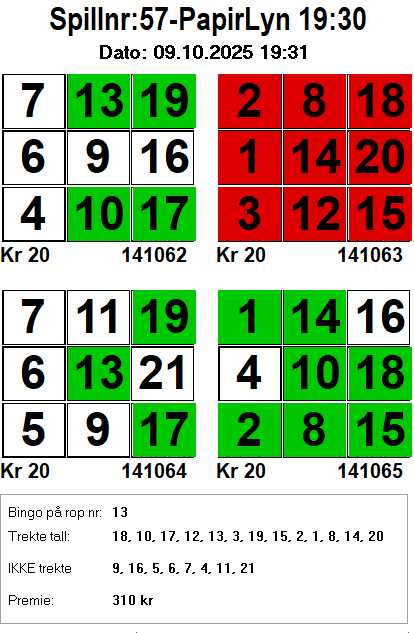 Spillnr:57-PapirLyn 19:30
Dato: 09.10.2025 19:31
7 13 19 2 8 18
6 9 16 1 14 20
4 10 17 3 12 15
Kr 20 141062 Kr 20 141063
7 11 19 1 14 16
6 13 21 4 10 18
5 9 17 2 8 15
Kr 20 141064 Kr 20 141065
Bingo på rop nr: 13
Trekte tall: 18, 10, 17, 12, 13, 3, 19, 15, 2, 1, 8, 14, 20
IKKE trekte 9, 16, 5, 6, 7, 4, 11, 21
Premie: 310 kr